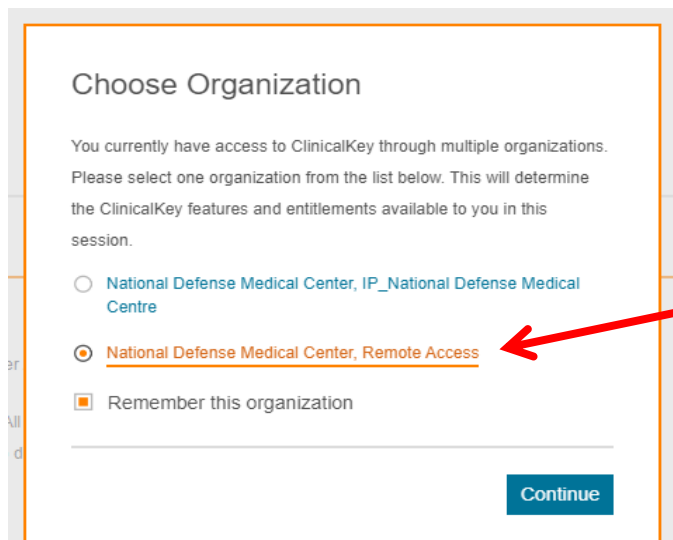 Choose Organization
You currently have access to ClinicalKey through multiple organizations.
Please select one organization from the list below. This will determine
the ClinicalKey features and entitlements available to you in this
session.
National Defense Medical Center, IP_National Defense Medical
Centre
National Defense Medical Center, Remote Access
er
Remember this organization
All
d
Continue